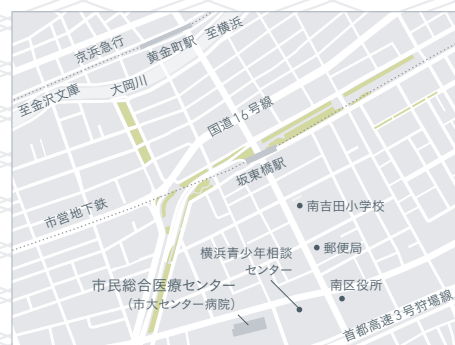 京浜急行
黄金町駅
至横浜
至金沢文庫
大岡川
国道16号線
坂東橋駅
市営地下鉄
南吉田小学校
横浜青少年相談
センター
郵便局
市民総合医療センター
（市大センター病院）
南区役所
首都高速3号狩場線